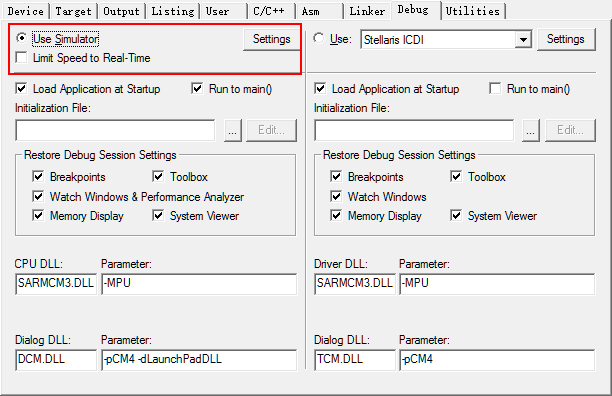 Device Target Output Listing User C/C++ Asm Linker Debug Utilities
Use Simulator Settings
Limit Speed to Real-Time
Use: Stellaris ICDI Settings
Load Application at Startup Run to main()
Initialization File:
... Edit...
Restore Debug Session Settings
Breakpoints Toolbox
Watch Windows & Performance Analyzer
Memory Display System Viewer
CPU DLL: Parameter:
SARMCM3.DLL -MPU
Dialog DLL: Parameter:
DCM.DLL -pCM4 -dLaunchPadDLL
Load Application at Startup Run to main()
Initialization File:
... Edit...
Restore Debug Session Settings
Breakpoints Toolbox
Watch Windows
Memory Display System Viewer
Driver DLL: Parameter:
SARMCM3.DLL -MPU
Dialog DLL: Parameter:
TCM.DLL -pCM4